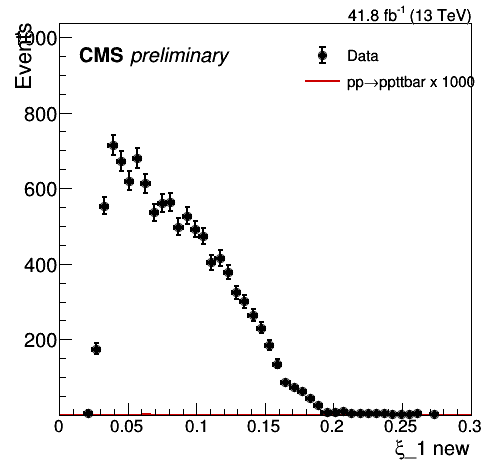 41.8 fb⁻¹ (13 TeV)
Events
1000
CMS preliminary
Data
pp→ppttbar x 1000
800
600
400
200
0 0.05 0.1 0.15 0.2 0.25 0.3
ξ_1 new